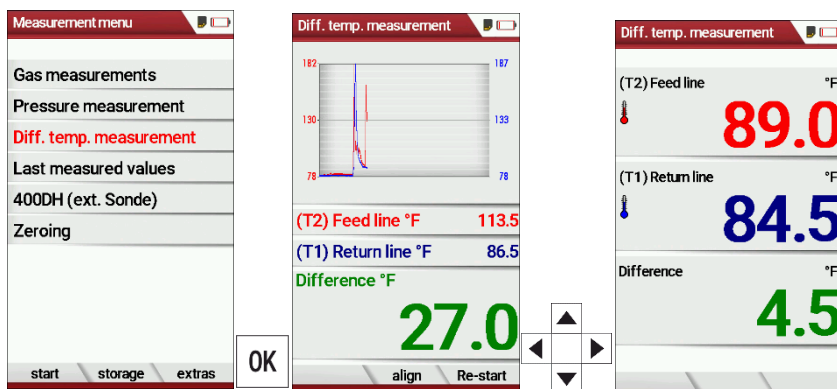 Measurement menu
Gas measurements
Pressure measurement
Diff. temp. measurement
Last measured values
400DH (ext. Sonde)
Zeroing
start storage extras
OK
Diff. temp. measurement
182 187
130 133
78 78
(T2) Feed line °F 113.5
(T1) Return line °F 86.5
Difference °F
27.0
align Re-start
Diff. temp. measurement
(T2) Feed line °F
89.0
(T1) Return line °F
84.5
Difference °F
4.5